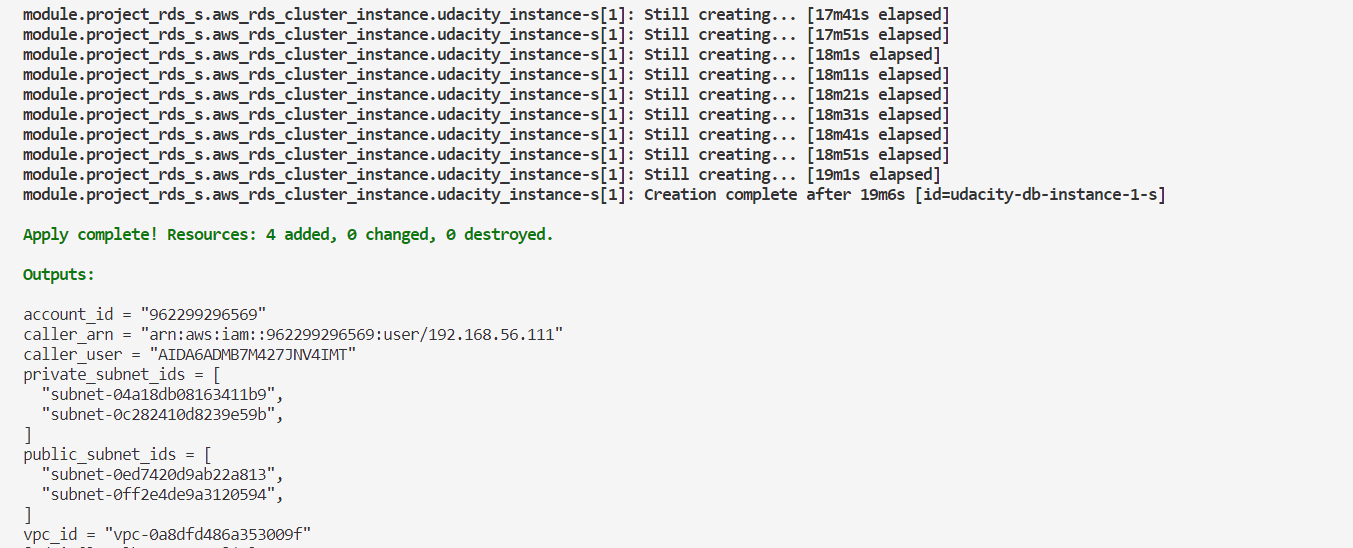 module.project_rds_s.aws_rds_cluster_instance.udacity_instance-s[1]: Still creating... [17m41s elapsed]
module.project_rds_s.aws_rds_cluster_instance.udacity_instance-s[1]: Still creating... [17m51s elapsed]
module.project_rds_s.aws_rds_cluster_instance.udacity_instance-s[1]: Still creating... [18m1s elapsed]
module.project_rds_s.aws_rds_cluster_instance.udacity_instance-s[1]: Still creating... [18m11s elapsed]
module.project_rds_s.aws_rds_cluster_instance.udacity_instance-s[1]: Still creating... [18m21s elapsed]
module.project_rds_s.aws_rds_cluster_instance.udacity_instance-s[1]: Still creating... [18m31s elapsed]
module.project_rds_s.aws_rds_cluster_instance.udacity_instance-s[1]: Still creating... [18m41s elapsed]
module.project_rds_s.aws_rds_cluster_instance.udacity_instance-s[1]: Still creating... [18m51s elapsed]
module.project_rds_s.aws_rds_cluster_instance.udacity_instance-s[1]: Still creating... [19m1s elapsed]
module.project_rds_s.aws_rds_cluster_instance.udacity_instance-s[1]: Creation complete after 19m6s [id=udacity-db-instance-1-s]
Apply complete! Resources: 4 added, 0 changed, 0 destroyed.
Outputs:
account_id = "962299296569"
caller_arn = "arn:aws:iam::962299296569:user/192.168.56.111"
caller_user = "AIDA6ADMB7M427JNV4IMT"
private_subnet_ids = [
  "subnet-04a18db08163411b9",
  "subnet-0c282410d8239e59b",
]
public_subnet_ids = [
  "subnet-0ed7420d9ab22a813",
  "subnet-0ff2e4de9a3120594",
]
vpc_id = "vpc-0a8dfd486a353009f"